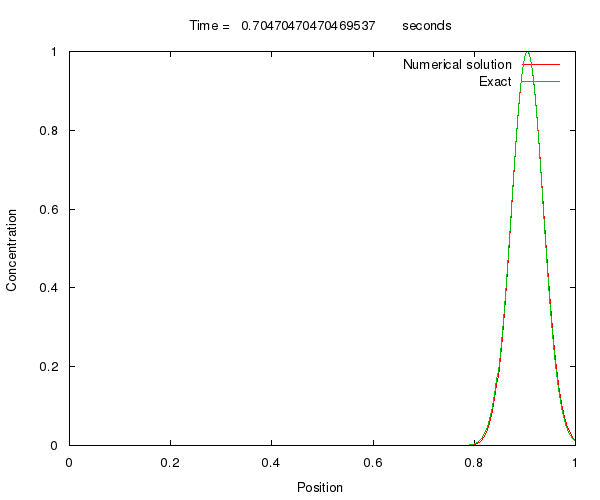 Time = 0.70470470470469537 seconds
Numerical solution
Exact
1
0.8
0.6
0.4
0.2
0
Concentration
0 0.2 0.4 0.6 0.8 1
Position